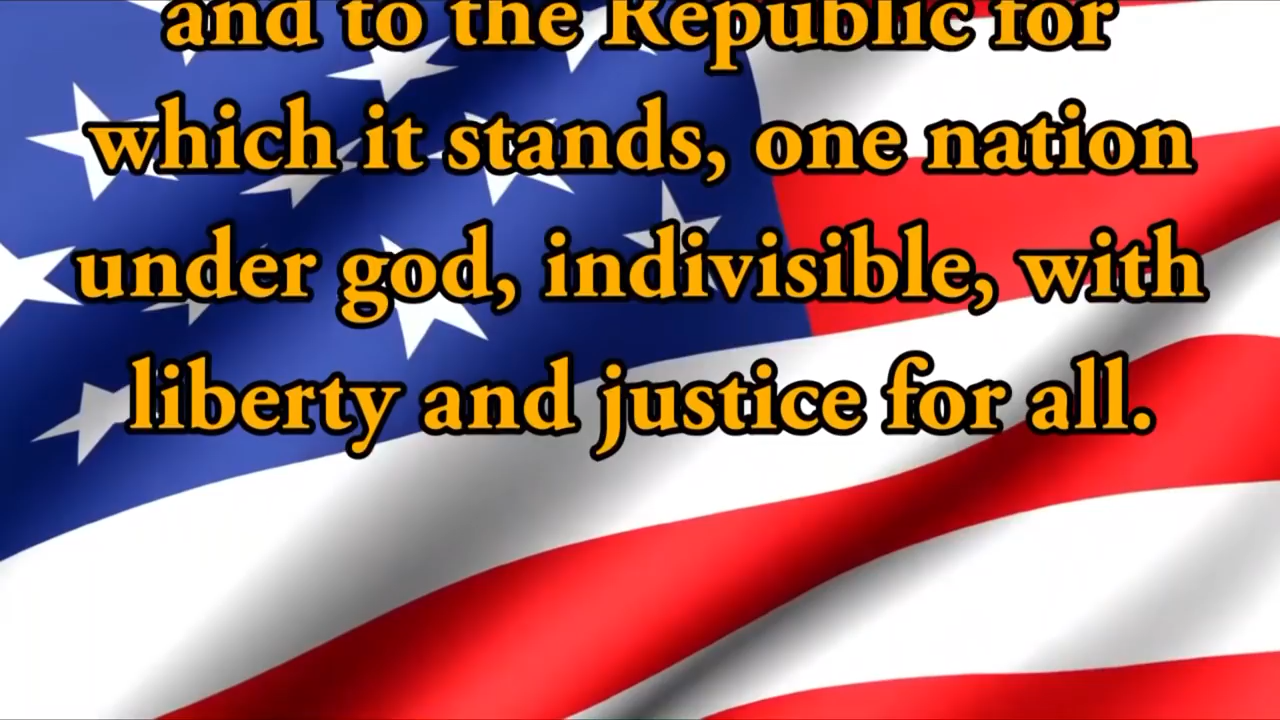 and to the Republic for
which it stands, one nation
under god, indivisible, with
liberty and justice for all.